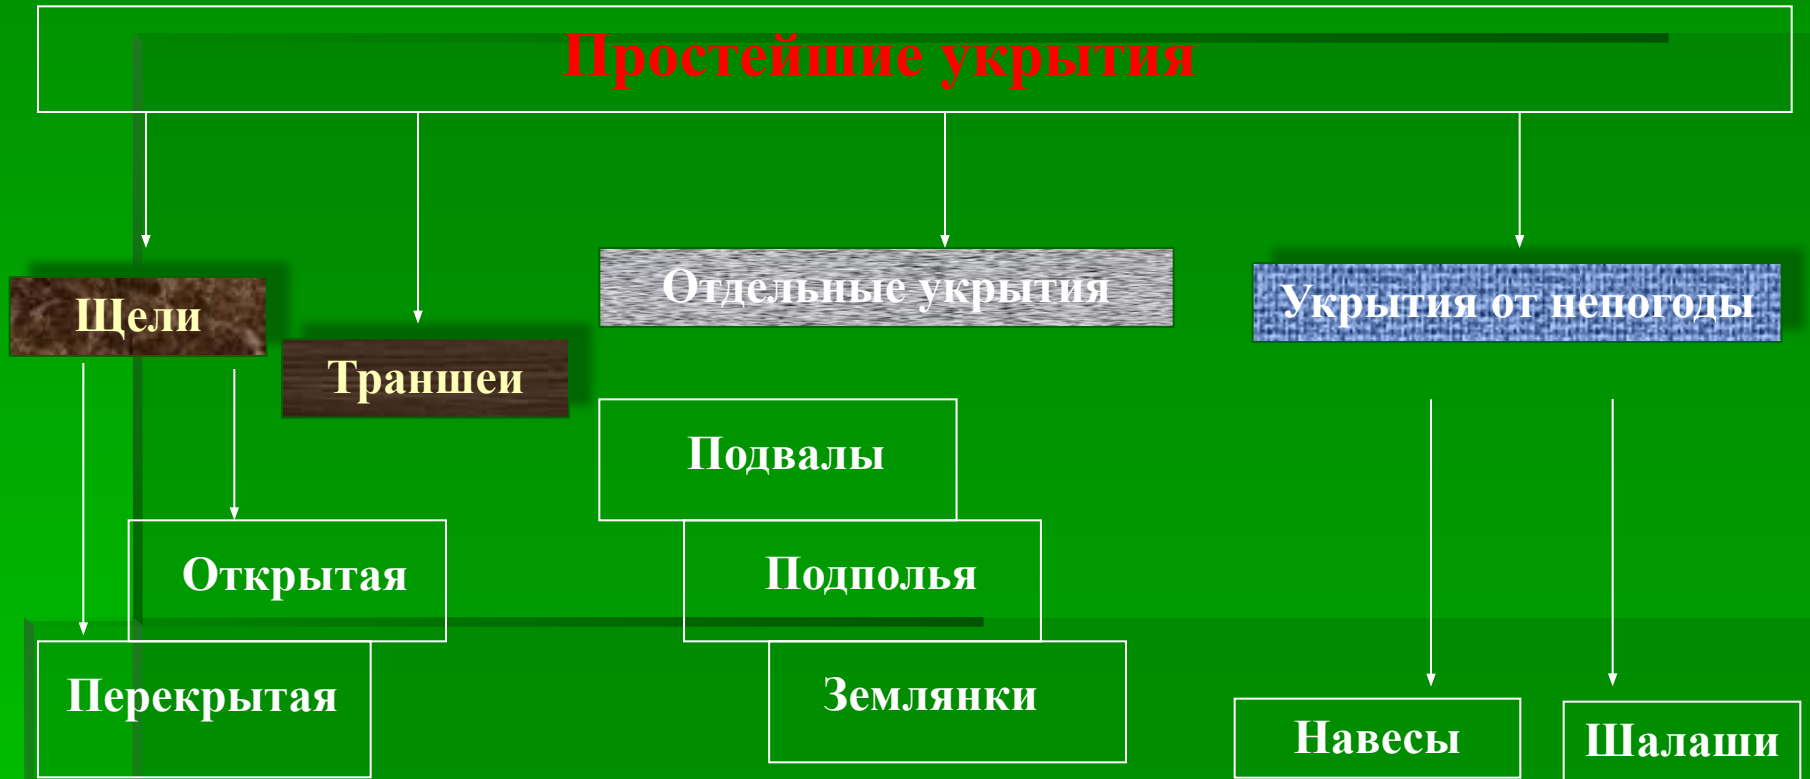 Простейшие укрытия
Щели
Траншеи
Отдельные укрытия
Укрытия от непогоды
Подвалы
Открытая
Подполья
Перекрытая
Землянки
Навесы
Шалаши